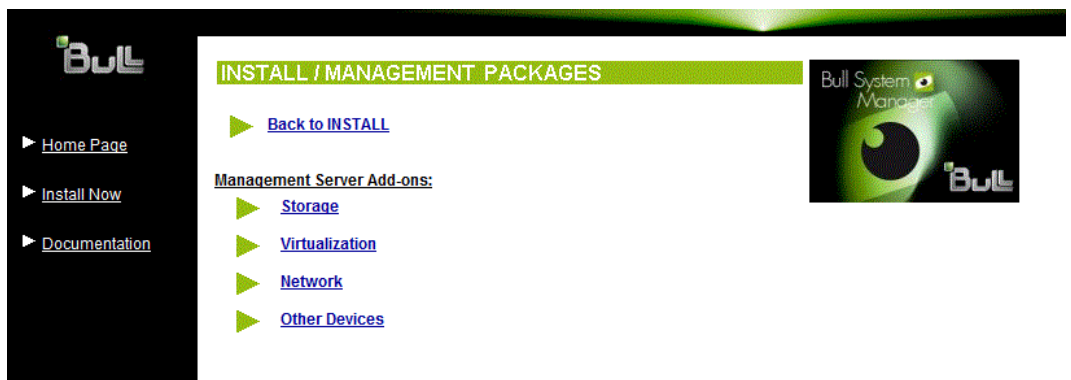 Bull
Home Page
Install Now
Documentation
INSTALL / MANAGEMENT PACKAGES
Back to INSTALL
Management Server Add-ons:
Storage
Virtualization
Network
Other Devices
Bull System
Manager
Bull